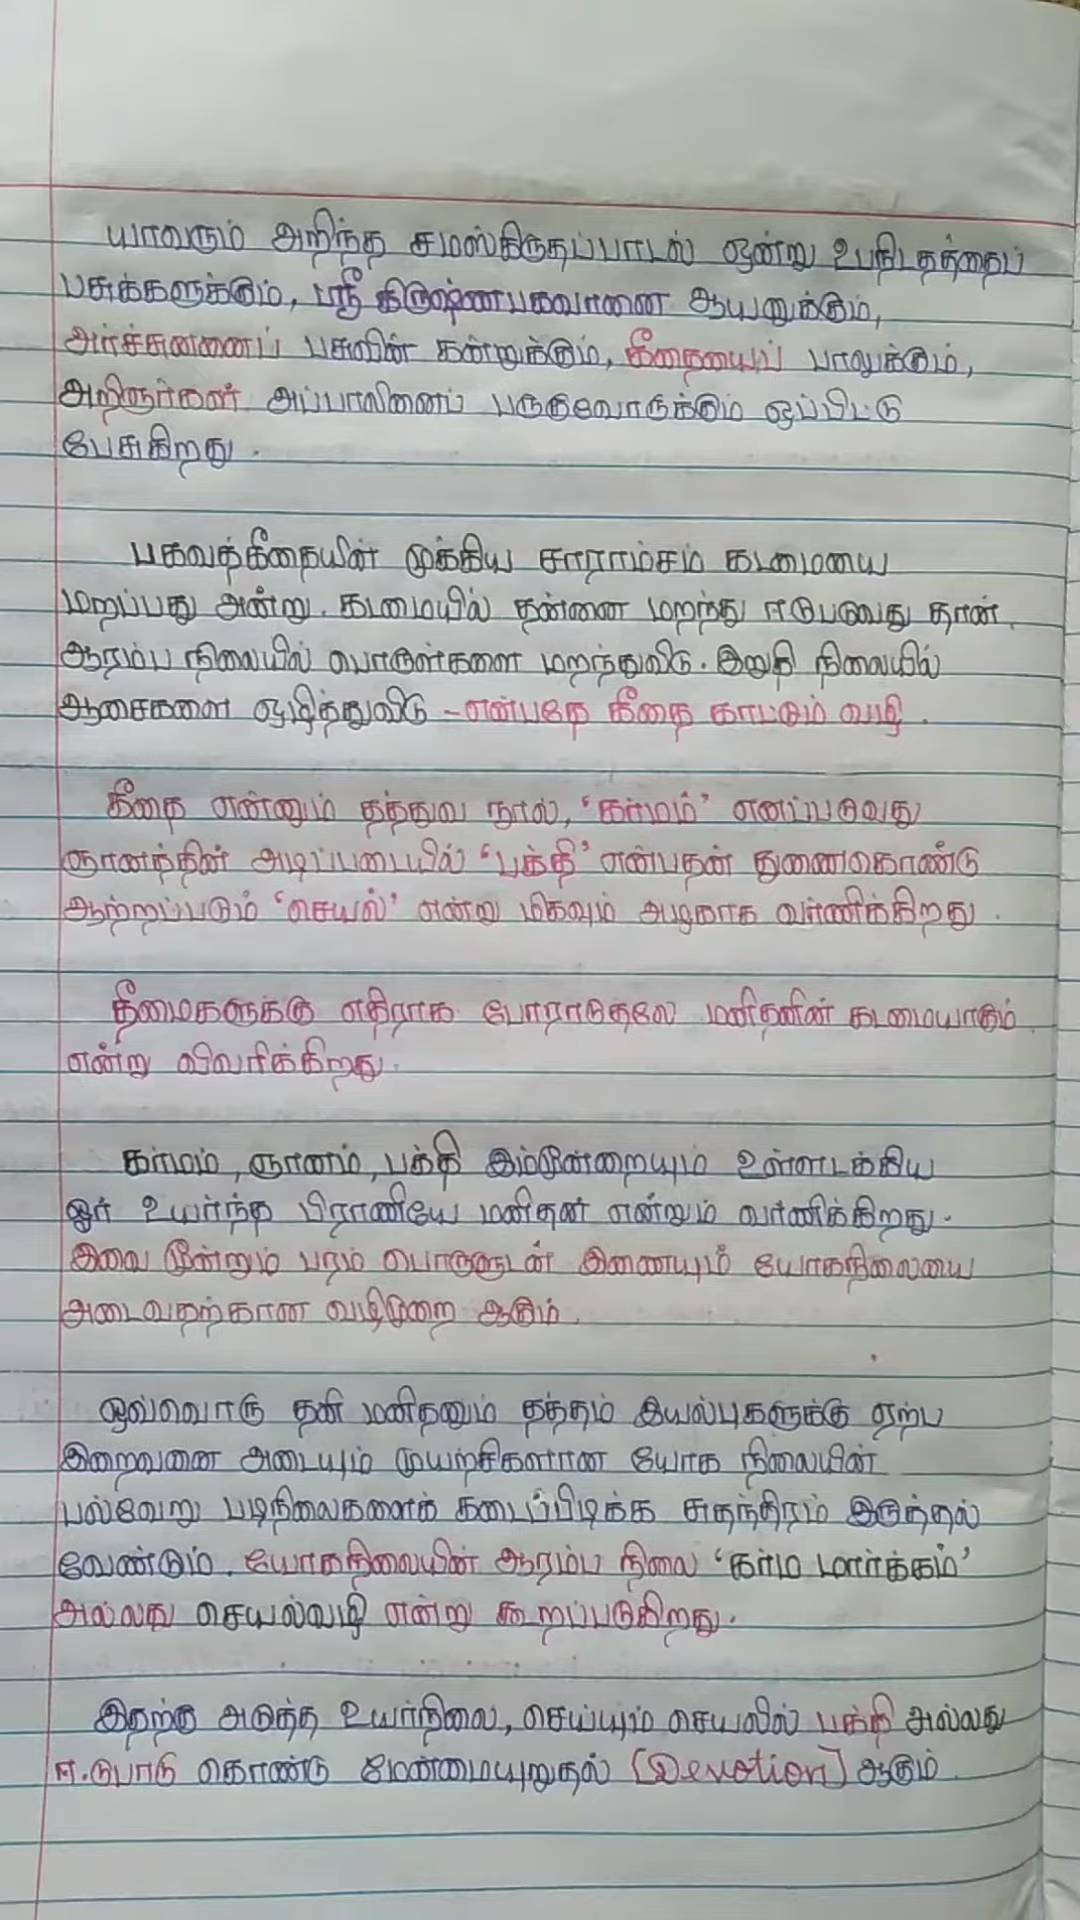 யாவரும் அறிந்த சமஸ்கிருதப்பாடல் ஒன்று உபநிடதத்தைப்
பசுக்களுக்கும், ஸ்ரீ கிருஷ்ணபகவானை ஆயனுக்கும்,
அர்ச்சுனனைப் பசுவின் கன்றுக்கும், கீதையைப் பாலுக்கும்,
அறிஞர்களை அப்பாலினைப் பருகுவோருக்கும் ஒப்பிட்டு
பேசுகிறது.
பகவத்கீதையின் முக்கிய சாராம்சம் கடமையை
மறப்பது அன்று. கடமையில் தன்னை மறந்து ஈடுபடுவது தான்.
ஆரம்ப நிலையில் பொருள்களை மறந்துவிடு. இறுதி நிலையில்
ஆசைகளை ஒழித்துவிடு - என்பதே கீதை காட்டும் வழி.
கீதை என்னும் தத்துவ நூல், 'கர்மம்' எனப்படுவது
ஞானத்தின் அடிப்படையில் 'பக்தி' என்பதன் துணைகொண்டு
ஆற்றப்படும் 'செயல்' என்று மிகவும் அழகாக வர்ணிக்கிறது.
தீமைகளுக்கு எதிராக போராடுதலே மனிதனின் கடமையாகும்
என்று விவரிக்கிறது.
கர்மம், ஞானம், பக்தி இம்மூன்றையும் உள்ளடக்கிய
ஓர் உயர்ந்த பிராணியே மனிதன் என்றும் வர்ணிக்கிறது.
இவை மூன்றும் பரம் பொருளுடன் இணையும் யோகநிலையை
அடைவதற்கான வழிமுறை ஆகும்.
ஒவ்வொரு தனி மனிதனும் தத்தம் இயல்புகளுக்கு ஏற்ப
இறைவனை அடையும் முயற்சிகளான யோக நிலையின்
பல்வேறு படிநிலைகளைக் கடைப்பிடிக்க சுதந்திரம் இருத்தல்
வேண்டும். யோகநிலையின் ஆரம்ப நிலை 'கர்ம மார்க்கம்'
அல்லது செயல்வழி என்று கூறப்படுகிறது.
இதற்கு அடுத்த உயர்நிலை, செய்யும் செயலில் பக்தி அல்லது
ஈடுபாடு கொண்டு மேன்மையுறுதல் [Devotion] ஆகும்.